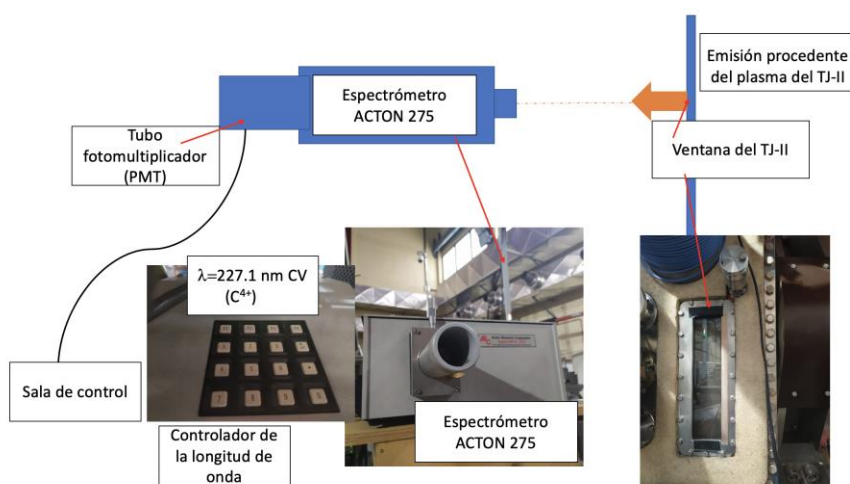 Emisión procedente
del plasma del TJ-II
Espectrómetro
ACTON 275
Tubo
fotomultiplicador
(PMT)
Ventana del TJ-II
λ=227.1 nm CV
(C⁴⁺)
Sala de control
Espectrómetro
ACTON 275
Controlador de
la longitud de
onda